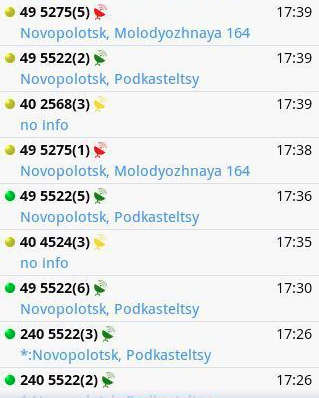 49 5275(5) 17:39
Novopolotsk, Molodyozhnaya 164
49 5522(2) 17:39
Novopolotsk, Podkasteltsy
40 2568(3) 17:39
no info
49 5275(1) 17:38
Novopolotsk, Molodyozhnaya 164
49 5522(5) 17:36
Novopolotsk, Podkasteltsy
40 4524(3) 17:35
no info
49 5522(6) 17:30
Novopolotsk, Podkasteltsy
240 5522(3) 17:26
*:Novopolotsk, Podkasteltsy
240 5522(2) 17:26